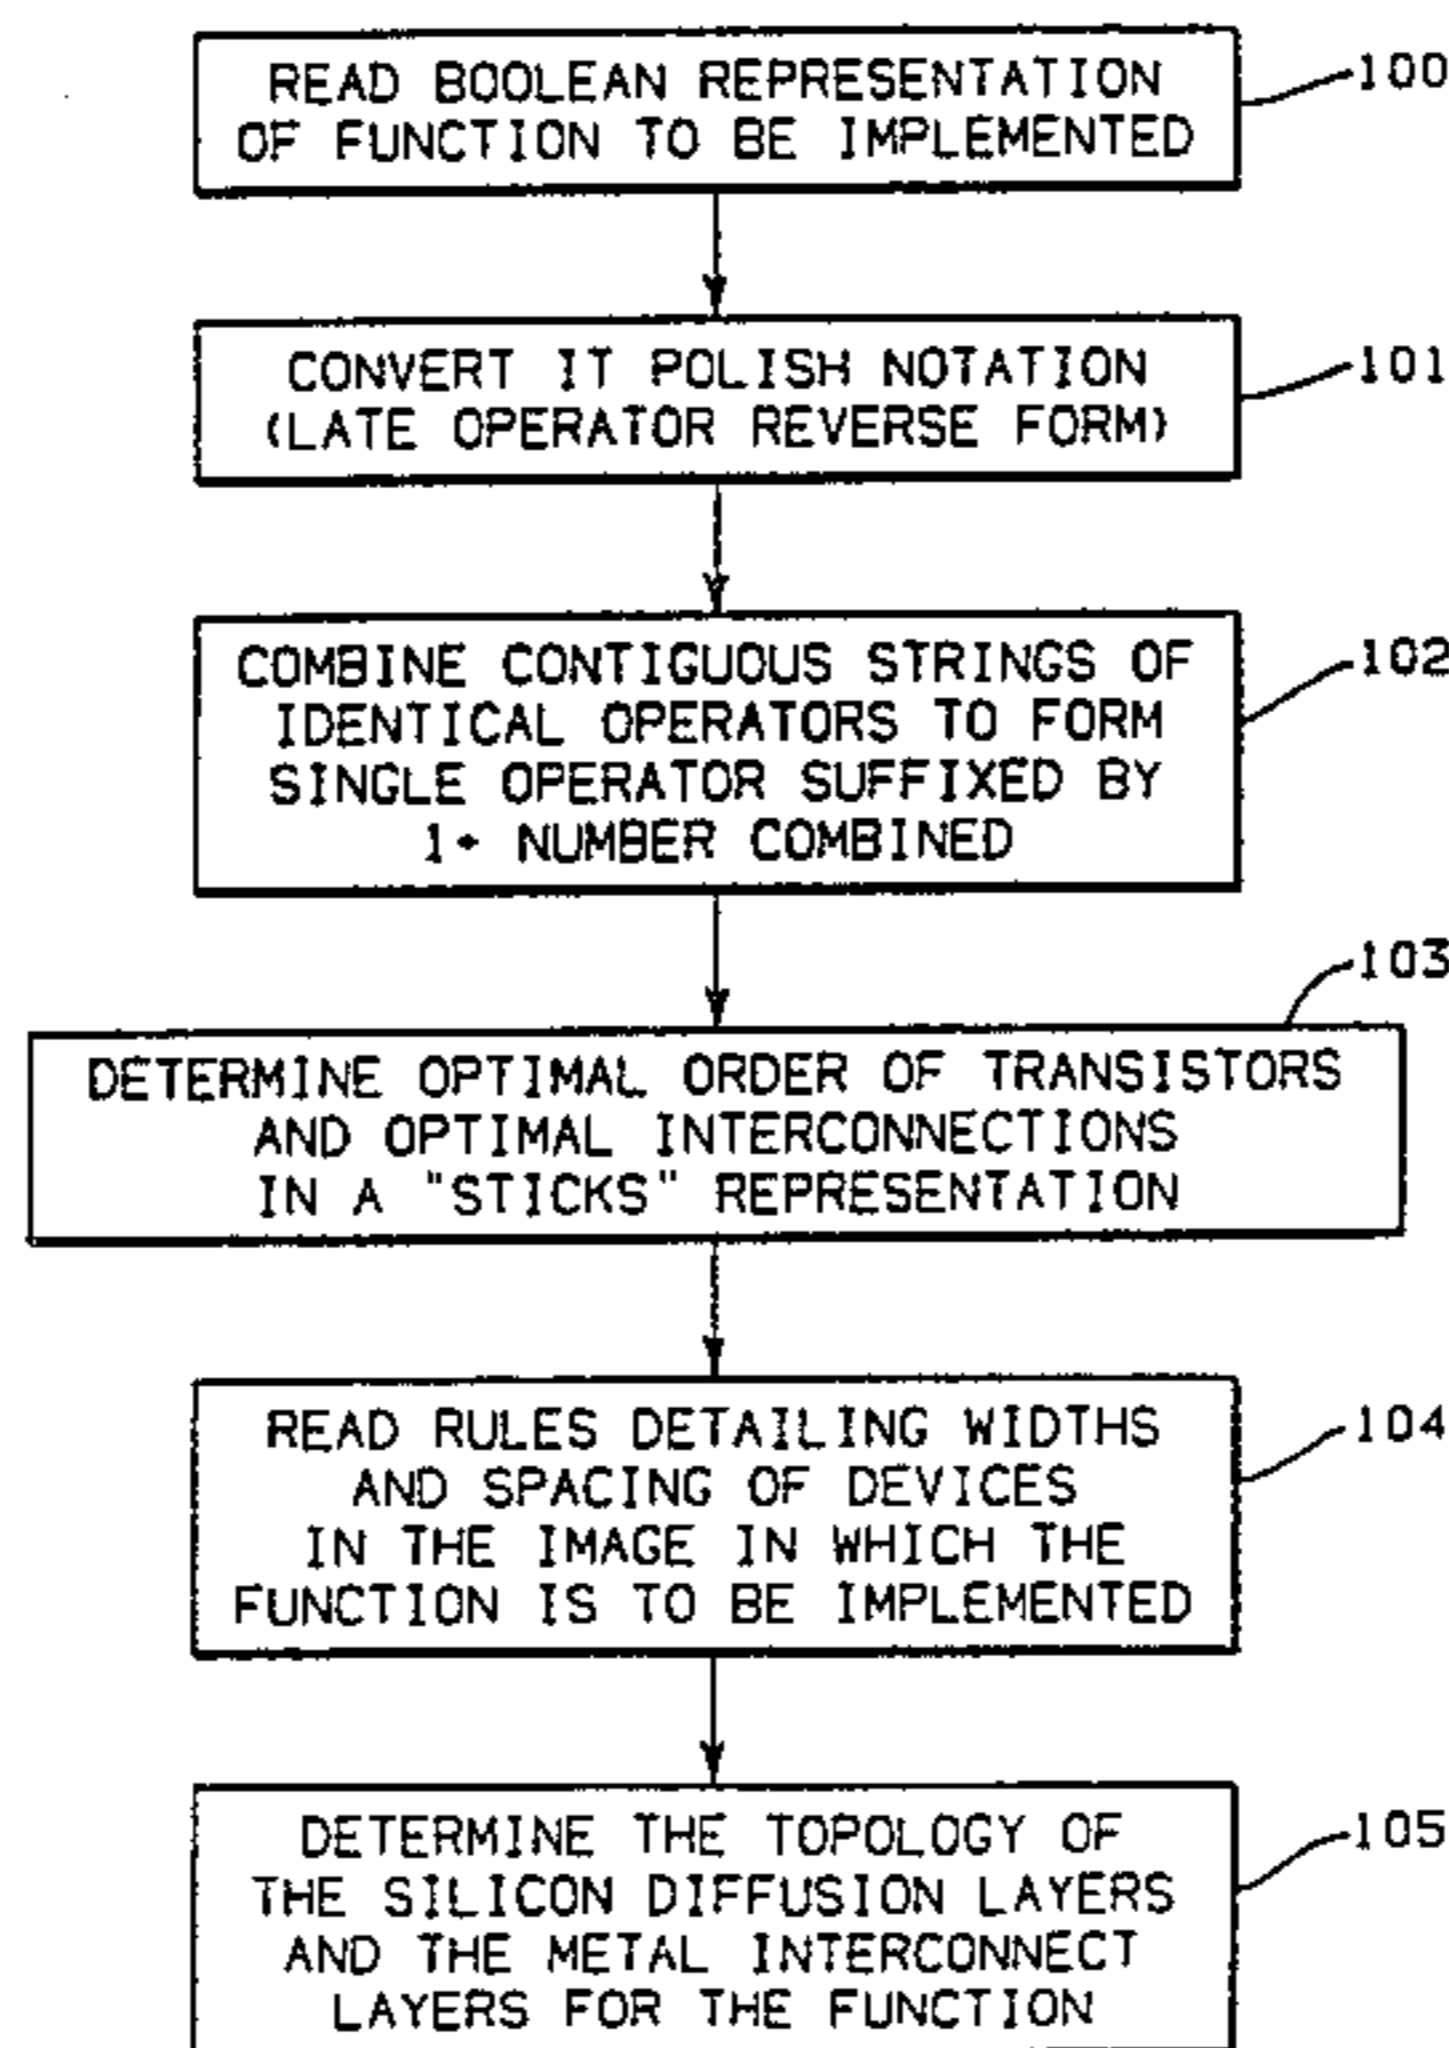 READ BOOLEAN REPRESENTATION
OF FUNCTION TO BE IMPLEMENTED
100
CONVERT IT POLISH NOTATION
(LATE OPERATOR REVERSE FORM)
101
COMBINE CONTIGUOUS STRINGS OF
IDENTICAL OPERATORS TO FORM
SINGLE OPERATOR SUFFIXED BY
1+ NUMBER COMBINED
102
103
DETERMINE OPTIMAL ORDER OF TRANSISTORS
AND OPTIMAL INTERCONNECTIONS
IN A "STICKS" REPRESENTATION
READ RULES DETAILING WIDTHS
AND SPACING OF DEVICES
IN THE IMAGE IN WHICH THE
FUNCTION IS TO BE IMPLEMENTED
104
DETERMINE THE TOPOLOGY OF
THE SILICON DIFFUSION LAYERS
AND THE METAL INTERCONNECT
LAYERS FOR THE FUNCTION
105